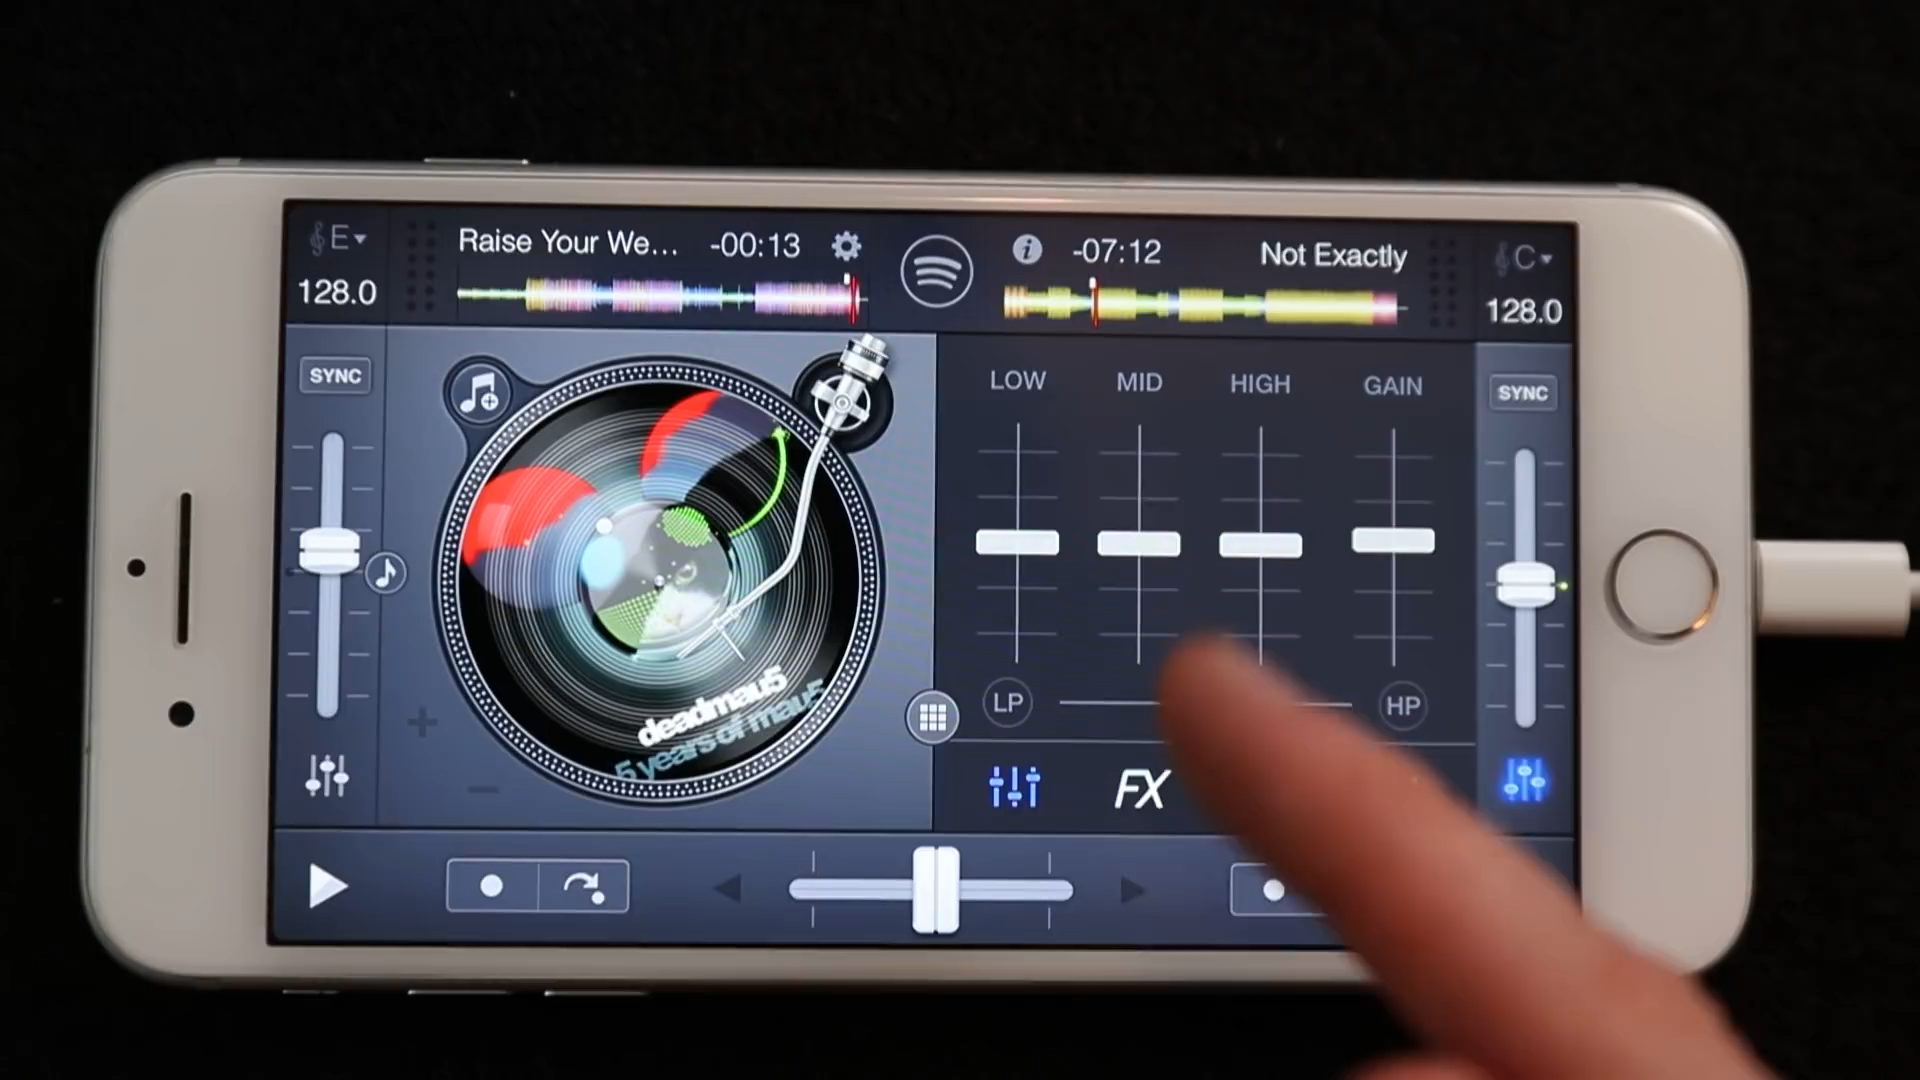 E
Raise Your We...
-00:13
-07:12
Not Exactly
C
128.0
128.0
SYNC
LOW
MID
HIGH
GAIN
SYNC
LP
HP
deadmau5
5 years of mau5
FX